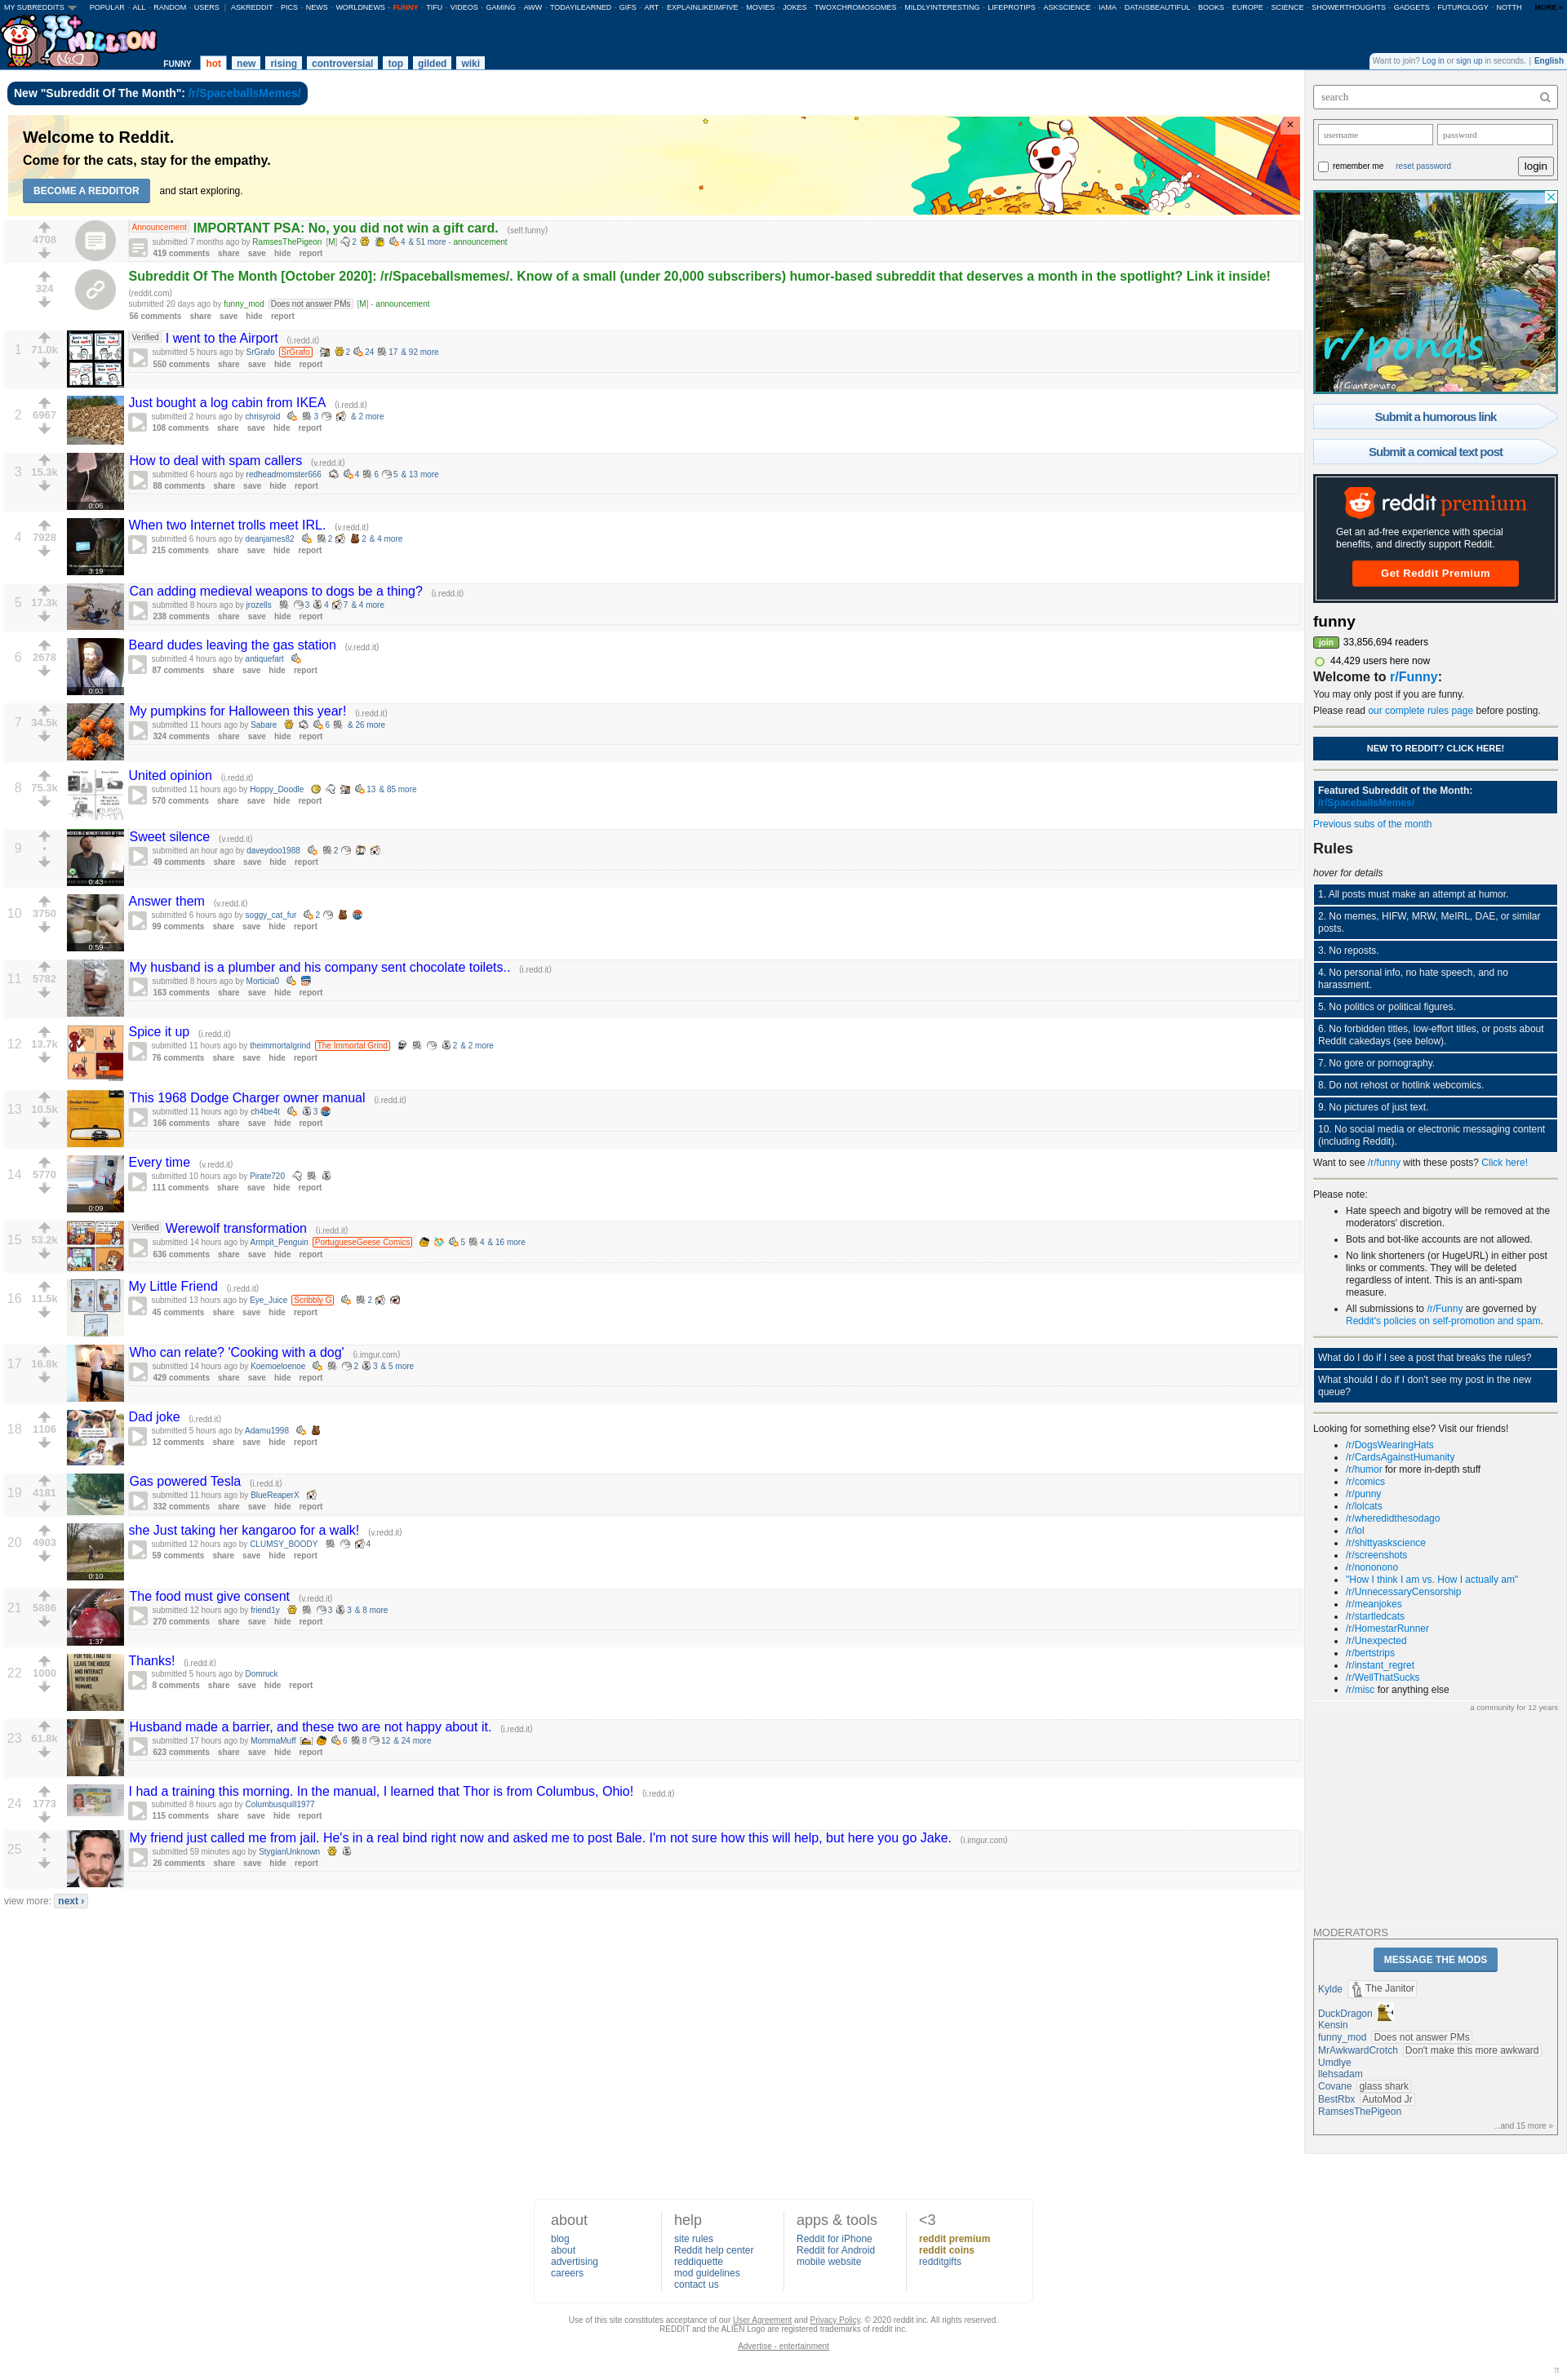 MY SUBREDDITS POPULAR - ALL - RANDOM - USERS | ASKREDDIT - PICS - NEWS - WORLDNEWS - FUNNY - TIFU - VIDEOS - GAMING - AWW - TODAYILEARNED - GIFS - ART - EXPLAINLIKEIMFIVE - MOVIES - JOKES - TWOXCHROMOSOMES - MILDLYINTERESTING - LIFEPROTIPS - ASKSCIENCE - IAMA - DATAISBEAUTIFUL - BOOKS - EUROPE - SCIENCE - SHOWERTHOUGHTS - GADGETS - FUTUROLOGY - NOTTH MORE »
33+ MILLION
FUNNY hot new rising controversial top gilded wiki
Want to join? Log in or sign up in seconds. | English
New "Subreddit Of The Month": /r/SpaceballsMemes/
Welcome to Reddit.
Come for the cats, stay for the empathy.
BECOME A REDDITOR and start exploring.
4708
Announcement IMPORTANT PSA: No, you did not win a gift card. (self.funny)
submitted 7 months ago by RamsesThePigeon [M] 2 4 & 51 more - announcement
419 comments share save hide report
324
Subreddit Of The Month [October 2020]: /r/Spaceballsmemes/. Know of a small (under 20,000 subscribers) humor-based subreddit that deserves a month in the spotlight? Link it inside!
(reddit.com)
submitted 20 days ago by funny_mod Does not answer PMs [M] - announcement
56 comments share save hide report
1 71.0k
Verified I went to the Airport (i.redd.it)
submitted 5 hours ago by SrGrafo SrGrafo 2 24 17 & 92 more
550 comments share save hide report
2 6967
Just bought a log cabin from IKEA (i.redd.it)
submitted 2 hours ago by chrisyroid 3 & 2 more
108 comments share save hide report
3 15.3k
0:06
How to deal with spam callers (v.redd.it)
submitted 6 hours ago by redheadmomster666 4 6 5 & 13 more
88 comments share save hide report
4 7928
3:19
When two Internet trolls meet IRL. (v.redd.it)
submitted 6 hours ago by deanjames82 2 2 & 4 more
215 comments share save hide report
5 17.3k
Can adding medieval weapons to dogs be a thing? (i.redd.it)
submitted 8 hours ago by jrozells 3 4 7 & 4 more
238 comments share save hide report
6 2678
0:03
Beard dudes leaving the gas station (v.redd.it)
submitted 4 hours ago by antiquefart
87 comments share save hide report
7 34.5k
My pumpkins for Halloween this year! (i.redd.it)
submitted 11 hours ago by Sabare 6 & 26 more
324 comments share save hide report
8 75.3k
United opinion (i.redd.it)
submitted 11 hours ago by Hoppy_Doodle 13 & 85 more
570 comments share save hide report
9 •
0:43
Sweet silence (v.redd.it)
submitted an hour ago by daveydoo1988 2
49 comments share save hide report
10 3750
0:59
Answer them (v.redd.it)
submitted 6 hours ago by soggy_cat_fur 2
99 comments share save hide report
11 5782
My husband is a plumber and his company sent chocolate toilets.. (i.redd.it)
submitted 8 hours ago by Morticia0
163 comments share save hide report
12 13.7k
Spice it up (i.redd.it)
submitted 11 hours ago by theimmortalgrind The Immortal Grind 2 & 2 more
76 comments share save hide report
13 10.5k
This 1968 Dodge Charger owner manual (i.redd.it)
submitted 11 hours ago by ch4be4t 3
166 comments share save hide report
14 5770
0:09
Every time (v.redd.it)
submitted 10 hours ago by Pirate720
111 comments share save hide report
15 53.2k
Verified Werewolf transformation (i.redd.it)
submitted 14 hours ago by Armpit_Penguin PortugueseGeese Comics 5 4 & 16 more
636 comments share save hide report
16 11.5k
My Little Friend (i.redd.it)
submitted 13 hours ago by Eye_Juice Scribbly G 2
45 comments share save hide report
17 16.8k
Who can relate? 'Cooking with a dog' (i.imgur.com)
submitted 14 hours ago by Koemoeloenoe 2 3 & 5 more
429 comments share save hide report
18 1106
Dad joke (i.redd.it)
submitted 5 hours ago by Adamu1998
12 comments share save hide report
19 4181
Gas powered Tesla (i.redd.it)
submitted 11 hours ago by BlueReaperX
332 comments share save hide report
20 4903
0:10
she Just taking her kangaroo for a walk! (v.redd.it)
submitted 12 hours ago by CLUMSY_BOODY 4
59 comments share save hide report
21 5886
1:37
The food must give consent (v.redd.it)
submitted 12 hours ago by friend1y 3 3 & 8 more
270 comments share save hide report
22 1000
FOR YOU, I HAD TO LEAVE THE HOUSE AND INTERACT WITH OTHER HUMANS.
Thanks! (i.redd.it)
submitted 5 hours ago by Domruck
8 comments share save hide report
23 61.8k
Husband made a barrier, and these two are not happy about it. (i.redd.it)
submitted 17 hours ago by MommaMuff 6 8 12 & 24 more
623 comments share save hide report
24 1773
I had a training this morning. In the manual, I learned that Thor is from Columbus, Ohio! (i.redd.it)
submitted 8 hours ago by Columbusquill1977
115 comments share save hide report
25 •
My friend just called me from jail. He's in a real bind right now and asked me to post Bale. I'm not sure how this will help, but here you go Jake. (i.imgur.com)
submitted 59 minutes ago by StygianUnknown
26 comments share save hide report
view more: next ›
search
username password
remember me reset password login
r/ponds
u/Giantomato
Submit a humorous link
Submit a comical text post
reddit premium
Get an ad-free experience with special
benefits, and directly support Reddit.
Get Reddit Premium
funny
join 33,856,694 readers
44,429 users here now
Welcome to r/Funny:
You may only post if you are funny.
Please read our complete rules page before posting.
NEW TO REDDIT? CLICK HERE!
Featured Subreddit of the Month:
/r/SpaceballsMemes/
Previous subs of the month
Rules
hover for details
1. All posts must make an attempt at humor.
2. No memes, HIFW, MRW, MeIRL, DAE, or similar
posts.
3. No reposts.
4. No personal info, no hate speech, and no
harassment.
5. No politics or political figures.
6. No forbidden titles, low-effort titles, or posts about
Reddit cakedays (see below).
7. No gore or pornography.
8. Do not rehost or hotlink webcomics.
9. No pictures of just text.
10. No social media or electronic messaging content
(including Reddit).
Want to see /r/funny with these posts? Click here!
Please note:
• Hate speech and bigotry will be removed at the
moderators' discretion.
• Bots and bot-like accounts are not allowed.
• No link shorteners (or HugeURL) in either post
links or comments. They will be deleted
regardless of intent. This is an anti-spam
measure.
• All submissions to /r/Funny are governed by
Reddit's policies on self-promotion and spam.
What do I do if I see a post that breaks the rules?
What should I do if I don't see my post in the new
queue?
Looking for something else? Visit our friends!
• /r/DogsWearingHats
• /r/CardsAgainstHumanity
• /r/humor for more in-depth stuff
• /r/comics
• /r/punny
• /r/lolcats
• /r/wheredidthesodago
• /r/lol
• /r/shittyaskscience
• /r/screenshots
• /r/nononono
• "How I think I am vs. How I actually am"
• /r/UnnecessaryCensorship
• /r/meanjokes
• /r/startledcats
• /r/HomestarRunner
• /r/Unexpected
• /r/bertstrips
• /r/instant_regret
• /r/WellThatSucks
• /r/misc for anything else
a community for 12 years
MODERATORS
MESSAGE THE MODS
Kylde The Janitor
DuckDragon
Kensin
funny_mod Does not answer PMs
MrAwkwardCrotch Don't make this more awkward
Umdlye
llehsadam
Covane glass shark
BestRbx AutoMod Jr
RamsesThePigeon
...and 15 more »
about
blog
about
advertising
careers
help
site rules
Reddit help center
reddiquette
mod guidelines
contact us
apps & tools
Reddit for iPhone
Reddit for Android
mobile website
<3
reddit premium
reddit coins
redditgifts
Use of this site constitutes acceptance of our User Agreement and Privacy Policy. © 2020 reddit inc. All rights reserved.
REDDIT and the ALIEN Logo are registered trademarks of reddit inc.
Advertise - entertainment
π